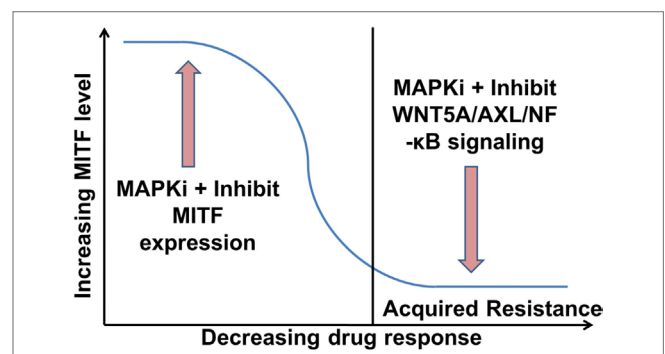 Increasing MITF level
MAPKi + Inhibit
MITF
expression
MAPKi + Inhibit
WNT5A/AXL/NF
-κB signaling
Acquired Resistance
Decreasing drug response